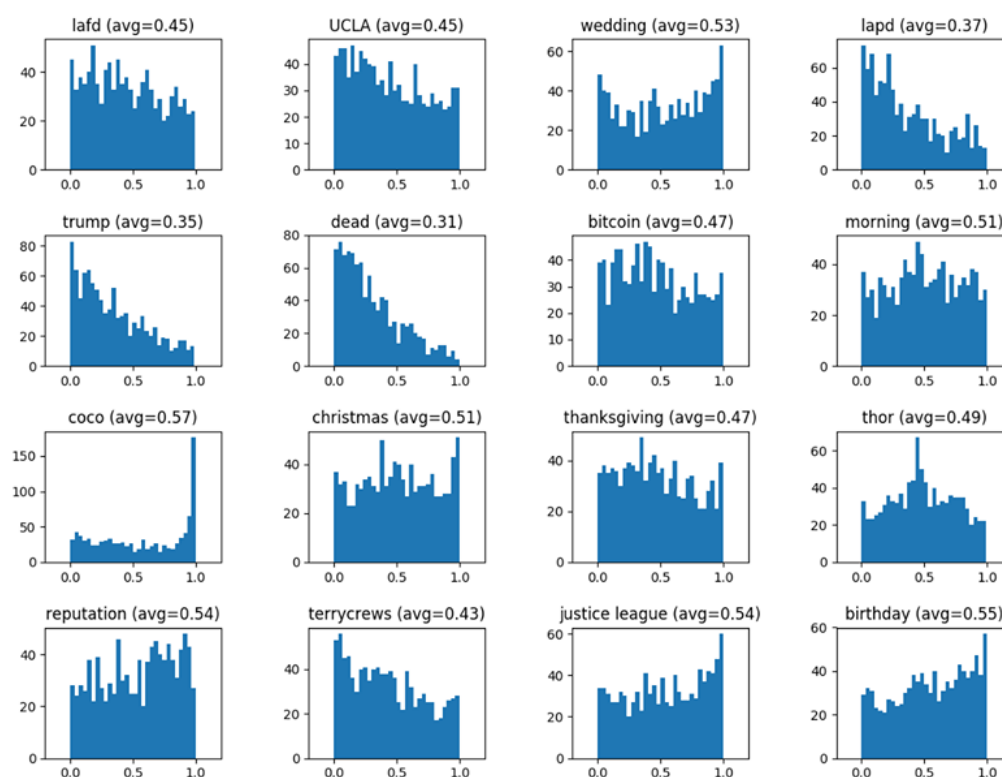 lafd (avg=0.45) UCLA (avg=0.45) wedding (avg=0.53) lapd (avg=0.37)
40 50 60 60
20 40 40 40
0 30 20 20
20 0 0
10
0
0.0 0.5 1.0 0.0 0.5 1.0 0.0 0.5 1.0 0.0 0.5 1.0
trump (avg=0.35) dead (avg=0.31) bitcoin (avg=0.47) morning (avg=0.51)
80 80 40 50
60 60 30 40
40 40 20 30
20 20 10 20
0 0 0 10
0
0.0 0.5 1.0 0.0 0.5 1.0 0.0 0.5 1.0 0.0 0.5 1.0
coco (avg=0.57) christmas (avg=0.51) thanksgiving (avg=0.47) thor (avg=0.49)
150 40 40 60
100 20 20 40
50 0 0 20
0 0
0.0 0.5 1.0 0.0 0.5 1.0 0.0 0.5 1.0 0.0 0.5 1.0
reputation (avg=0.54) terrycrews (avg=0.43) justice league (avg=0.54) birthday (avg=0.55)
40 40 60 60
20 20 40 40
0 0 20 20
0 0
0.0 0.5 1.0 0.0 0.5 1.0 0.0 0.5 1.0 0.0 0.5 1.0